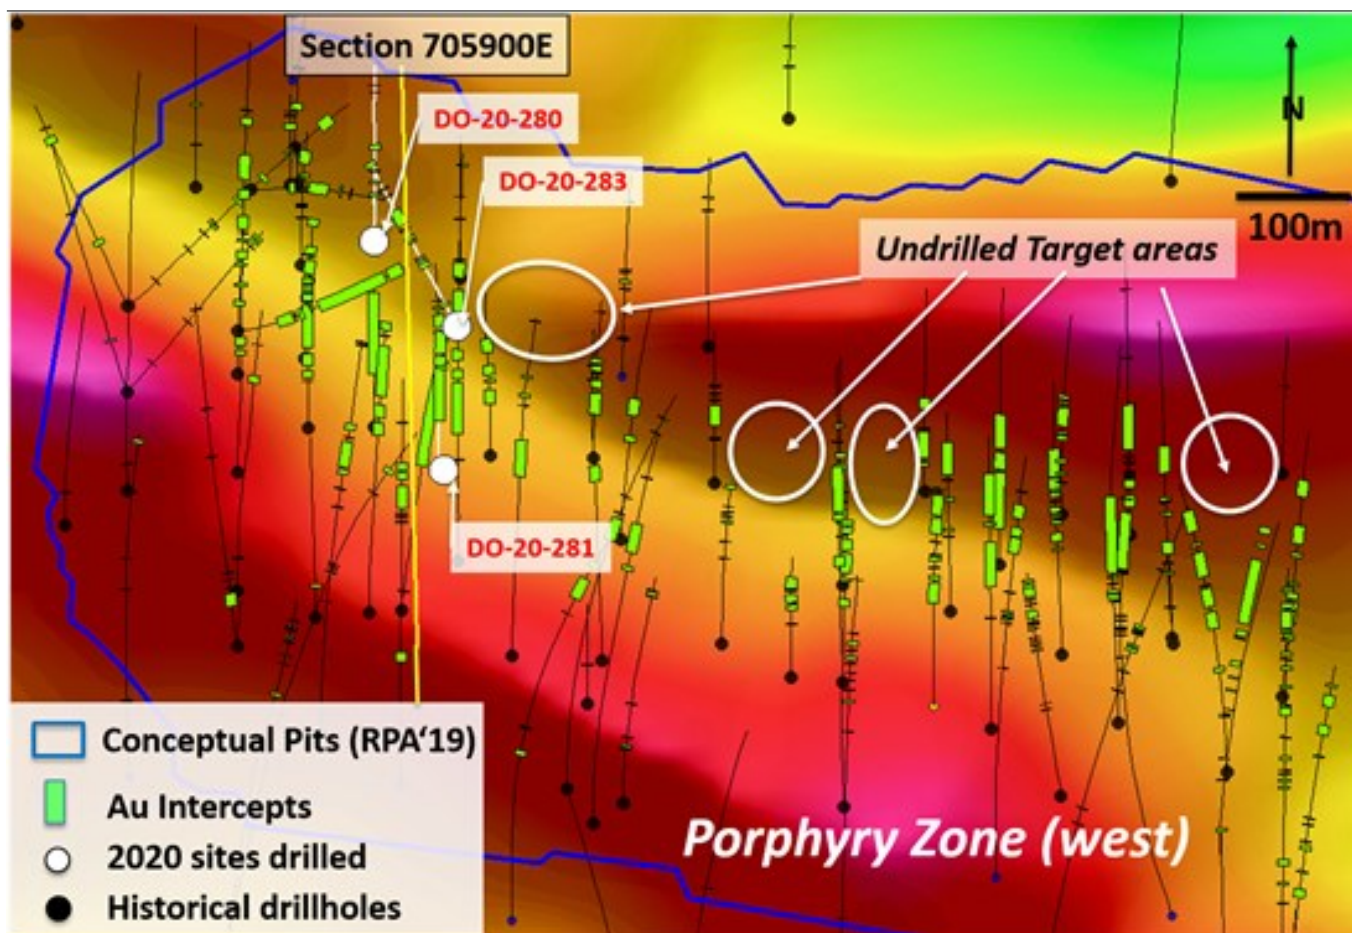 Section 705900E
DO-20-280
N
DO-20-283
100m
Undrilled Target areas
DO-20-281
Conceptual Pits (RPA‘19)
Au Intercepts
2020 sites drilled
Historical drillholes
Porphyry Zone (west)